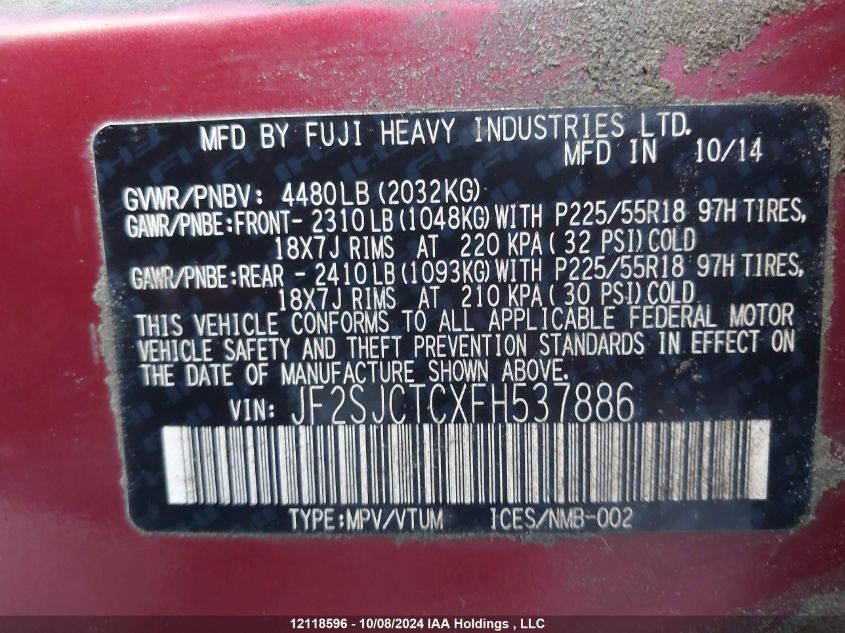 MFD BY FUJI HEAVY INDUSTRIES LTD.
MFD IN 10/14
GVWR/PNBV: 4480LB (2032KG)
GAWR/PNBE:FRONT- 2310 LB (1048KG) WITH P225/55R18 97H TIRES,
18X7J RIMS AT 220 KPA ( 32 PSI) COLD
GAWR/PNBE:REAR - 2410 LB (1093KG) WITH P225/55R18 97H TIRES,
18X7J RIMS AT 210 KPA ( 30 PSI) COLD
THIS VEHICLE CONFORMS TO ALL APPLICABLE FEDERAL MOTOR
VEHICLE SAFETY AND THEFT PREVENTION STANDARDS IN EFFECT ON
THE DATE OF MANUFACTURE SHOWN ABOVE.
VIN: JF2SJCTCXFH537886
TYPE:MPV/VTUM ICES/NMB-002
12118596 - 10/08/2024 IAA Holdings , LLC